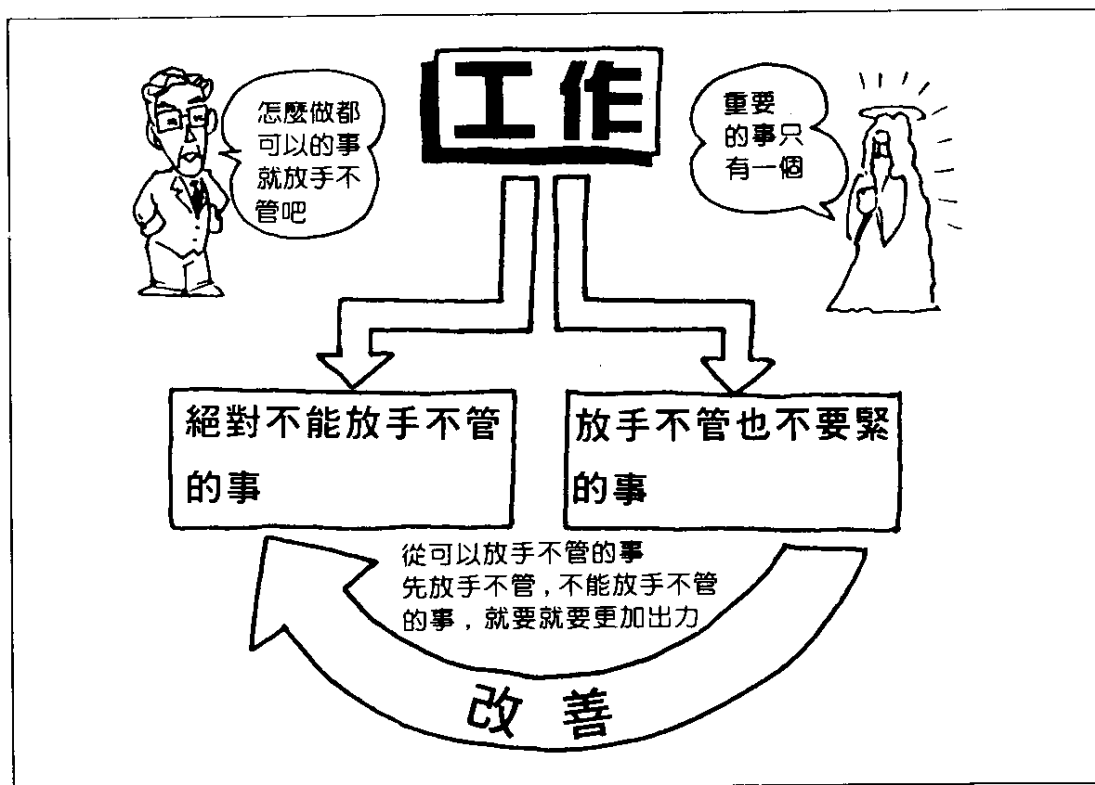 工作
怎麼做都
可以的事
就放手不
管吧
重要
的事只
有一個
絕對不能放手不管
的事
放手不管也不要緊
的事
從可以放手不管的事
先放手不管，不能放手不管
的事，就要就要更加出力
改善